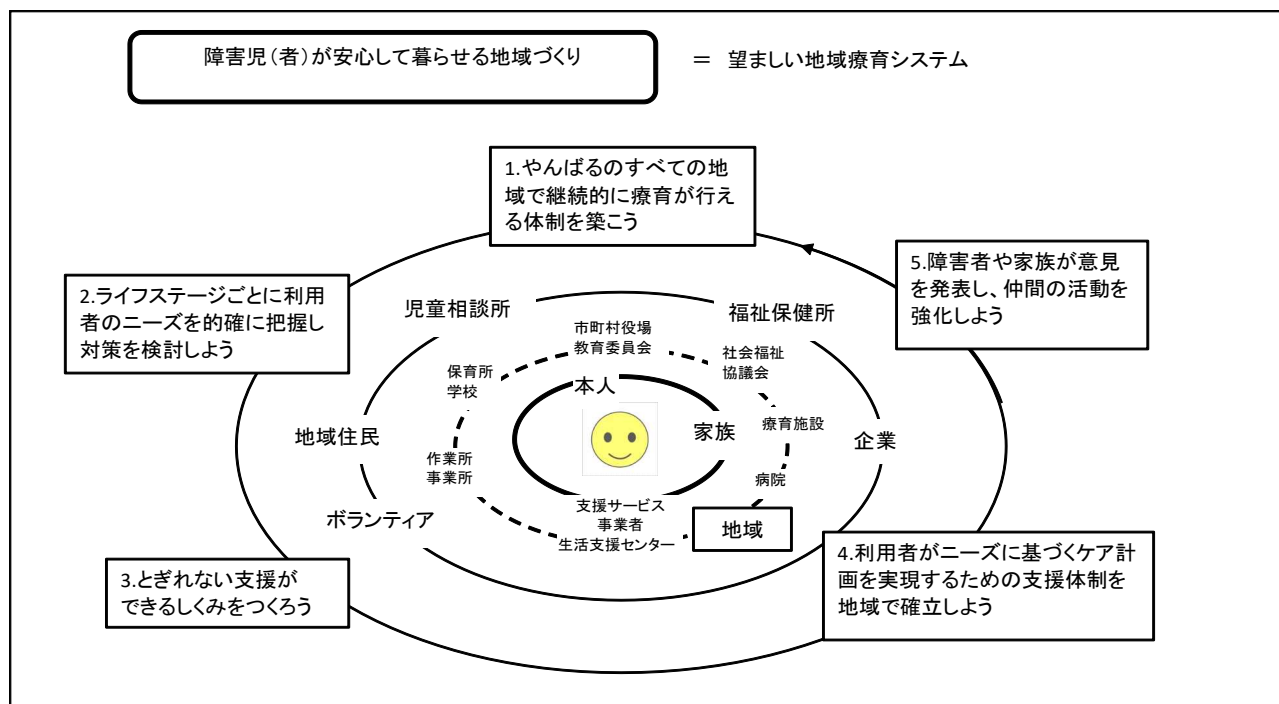 障害児(者)が安心して暮らせる地域づくり
＝ 望ましい地域療育システム
1.やんばるのすべての地
域で継続的に療育が行え
る体制を築こう
2.ライフステージごとに利用
者のニーズを的確に把握し
対策を検討しよう
5.障害者や家族が意見
を発表し、仲間の活動を
強化しよう
児童相談所
福祉保健所
市町村役場
教育委員会
社会福祉
協議会
保育所
学校
本人
家族
療育施設
地域住民
企業
作業所
事業所
病院
支援サービス
事業者
生活支援センター
地域
ボランティア
3.とぎれない支援が
できるしくみをつくろう
4.利用者がニーズに基づくケア計
画を実現するための支援体制を
地域で確立しよう